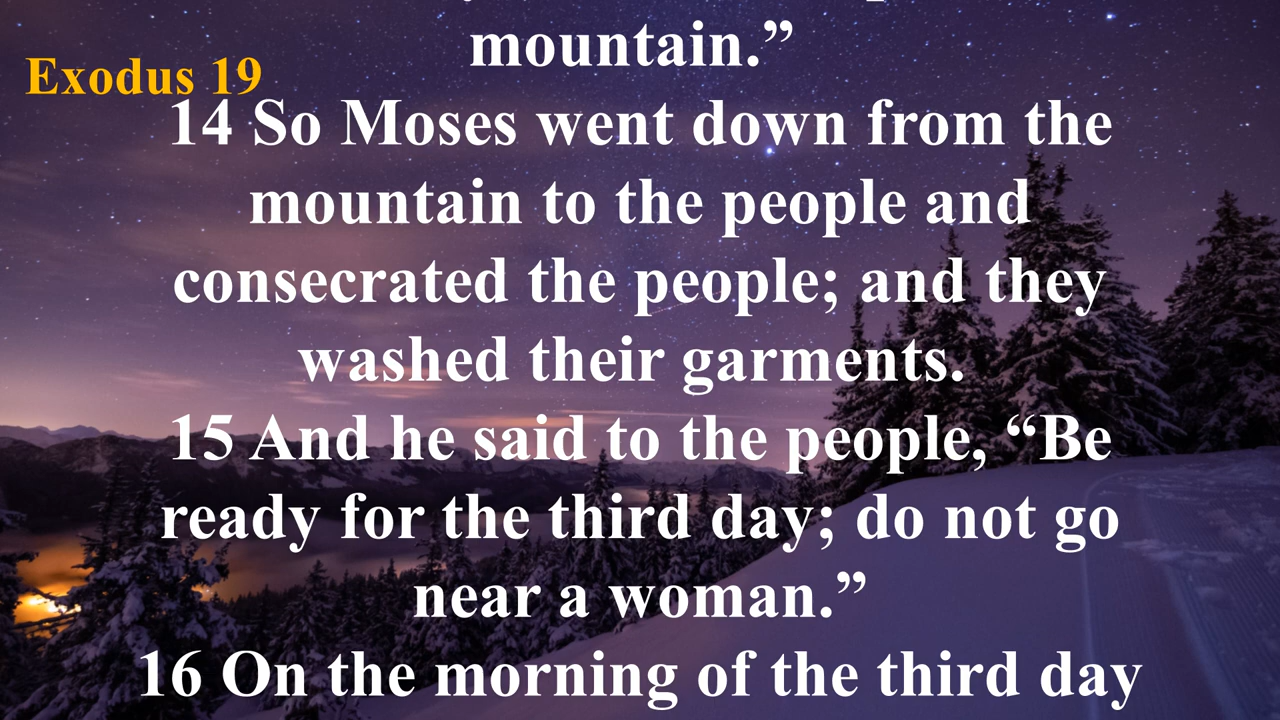 mountain.”
Exodus 19
14 So Moses went down from the
mountain to the people and
consecrated the people; and they
washed their garments.
15 And he said to the people, “Be
ready for the third day; do not go
near a woman.”
16 On the morning of the third day